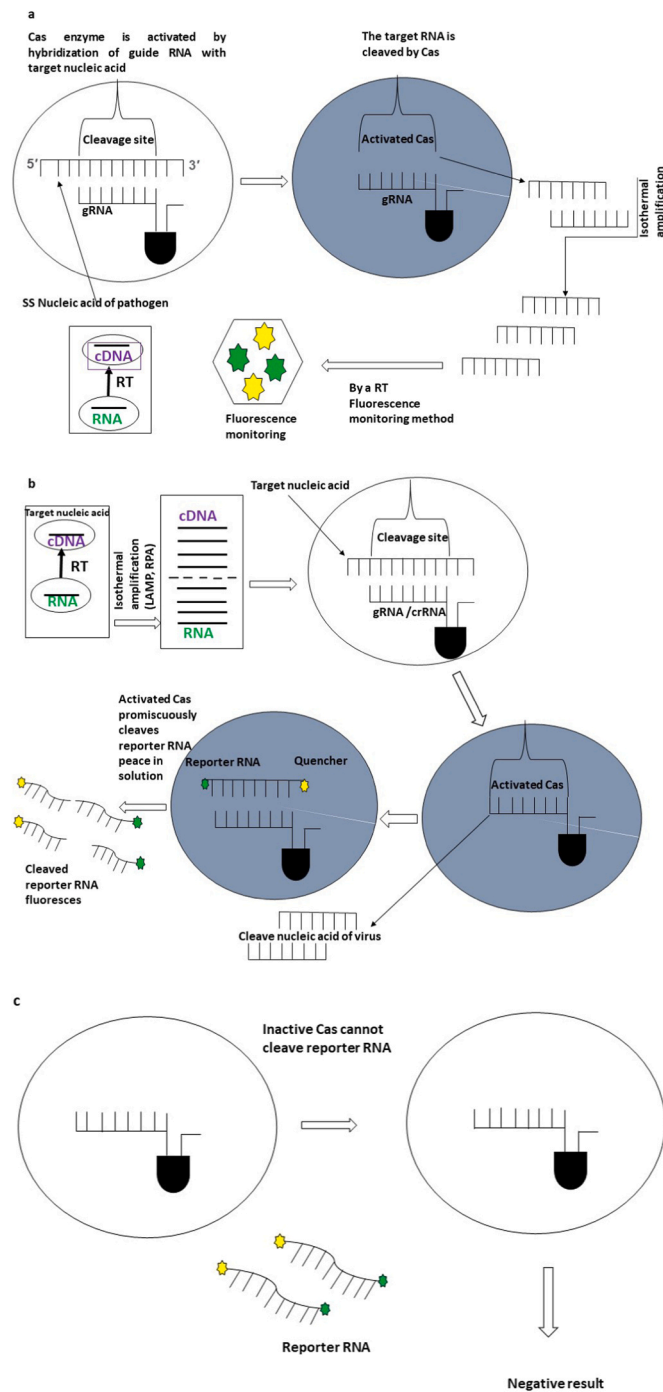 a
Cas enzyme is activated by
hybridization of guide RNA with
target nucleic acid
The target RNA is
cleaved by Cas
Cleavage site
5′
3′
gRNA
Activated Cas
gRNA
Isothermal
amplification
SS Nucleic acid of pathogen
cDNA
RT
RNA
Fluorescence
monitoring
By a RT
Fluorescence
monitoring method
b
Target nucleic acid
cDNA
RT
RNA
Isothermal
amplification
(LAMP, RPA)
cDNA
RNA
Target nucleic acid
Cleavage site
gRNA /crRNA
Activated Cas
promiscuously
cleaves
reporter RNA
peace in
solution
Reporter RNA
Quencher
Activated Cas
Cleaved
reporter RNA
fluoresces
Cleave nucleic acid of virus
c
Inactive Cas cannot
cleave reporter RNA
Reporter RNA
Negative result